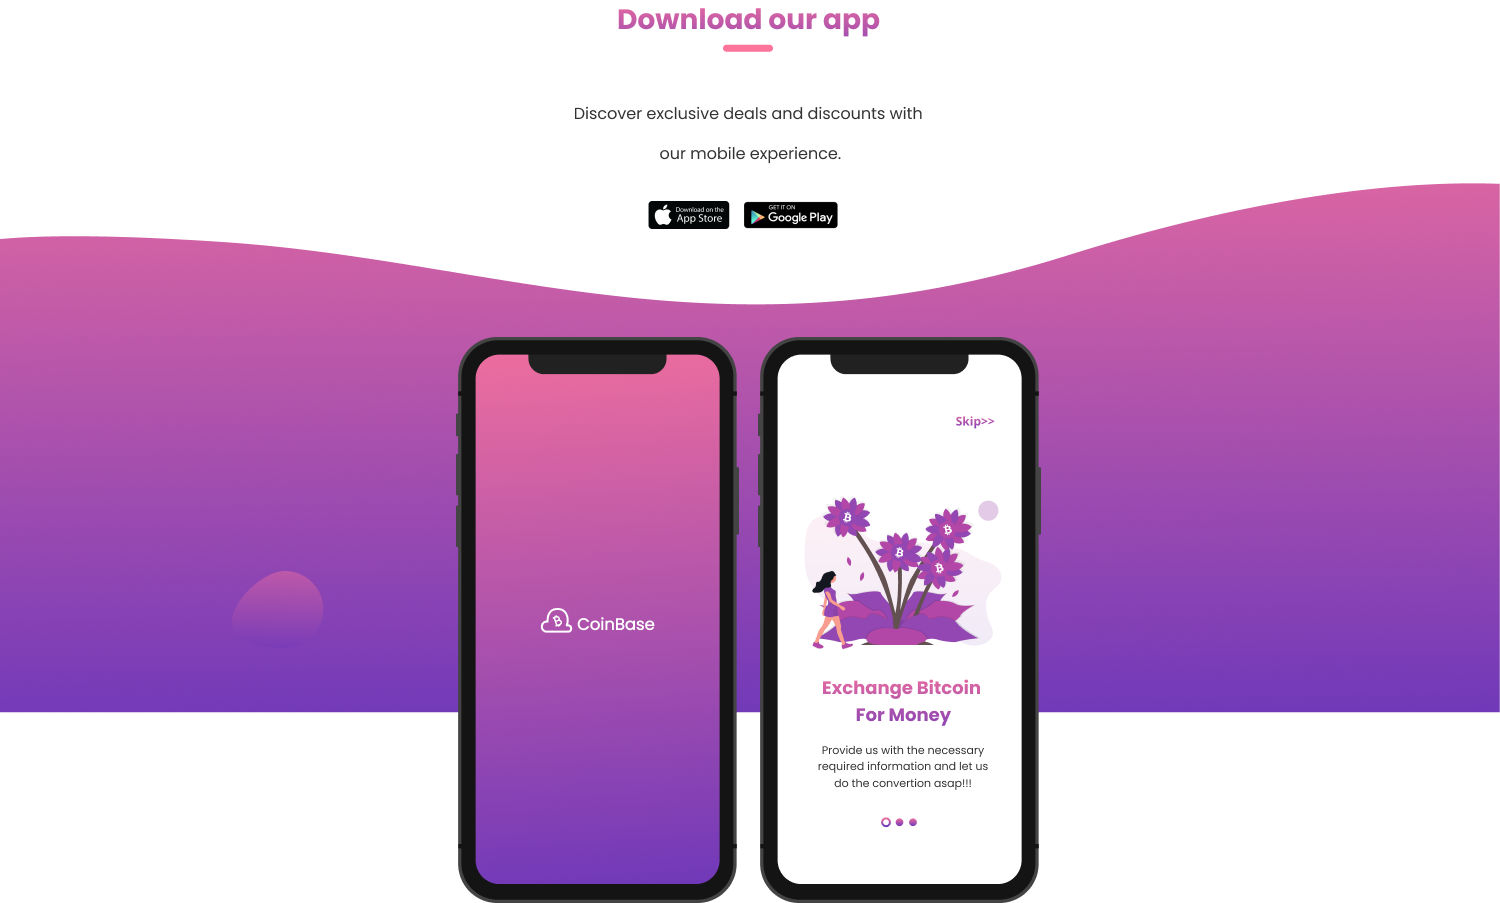 Download our app
Discover exclusive deals and discounts with
our mobile experience.
Download on the
App Store
GET IT ON
Google Play
CoinBase
Skip>>
Exchange Bitcoin
For Money
Provide us with the necessary
required information and let us
do the convertion asap!!!